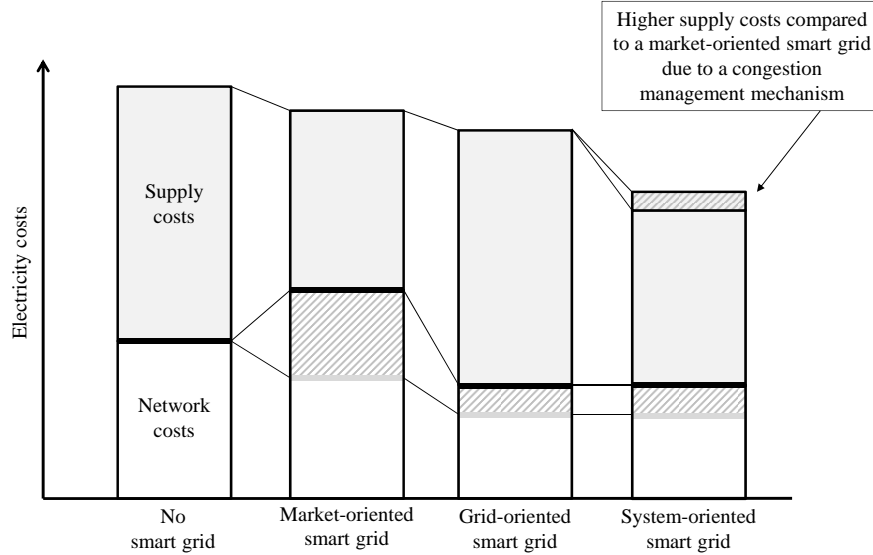 Higher supply costs compared
to a market-oriented smart grid
due to a congestion
management mechanism
Electricity costs
Supply
costs
Network
costs
No
smart grid
Market-oriented
smart grid
Grid-oriented
smart grid
System-oriented
smart grid